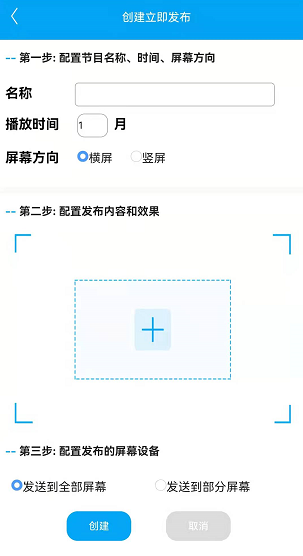 创建立即发布
-- 第一步: 配置节目名称、时间、屏幕方向
名称
播放时间 1 月
屏幕方向 横屏 竖屏
-- 第二步: 配置发布内容和效果
-- 第三步: 配置发布的屏幕设备
发送到全部屏幕 发送到部分屏幕
创建 取消